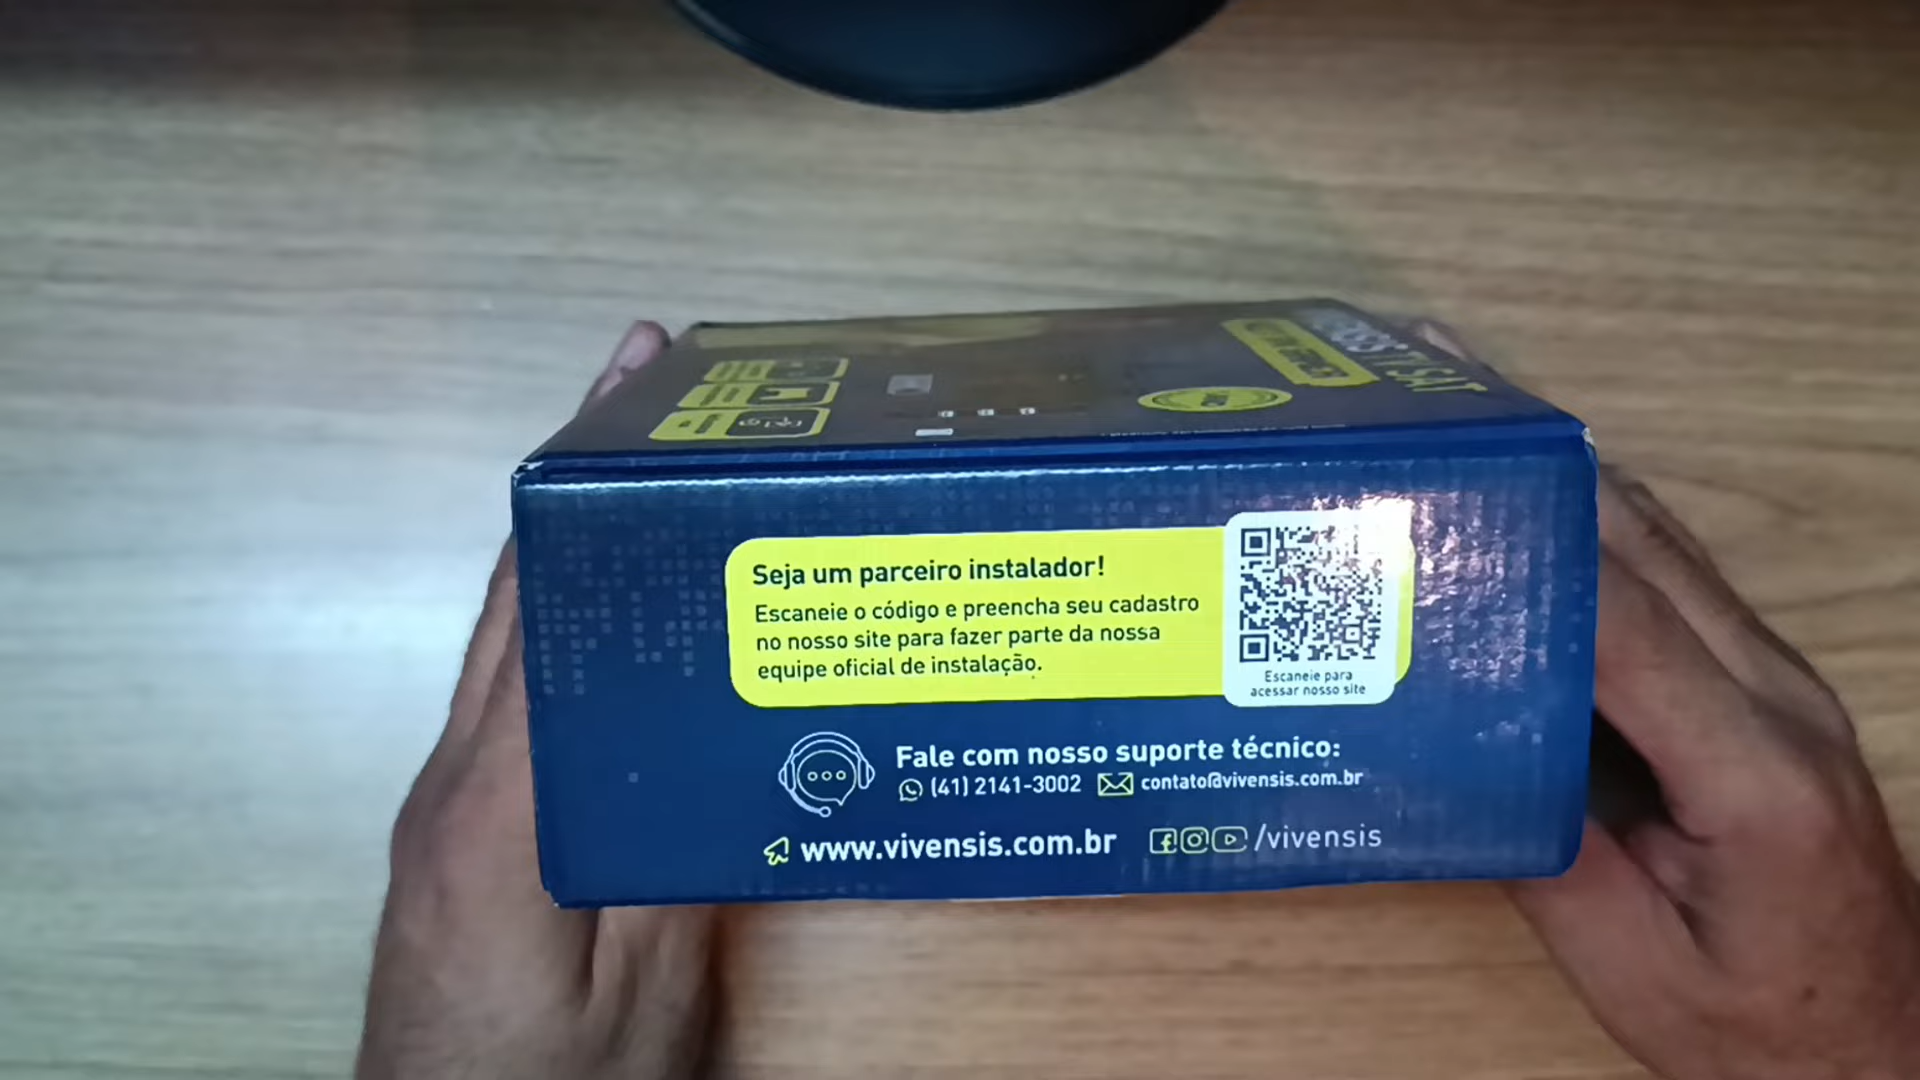 TV SAT
Seja um parceiro instalador!
Escaneie o código e preencha seu cadastro
no nosso site para fazer parte da nossa
equipe oficial de instalação.
Escaneie para
acessar nosso site
Fale com nosso suporte técnico:
(41) 2141-3002 contato@vivensis.com.br
www.vivensis.com.br /vivensis